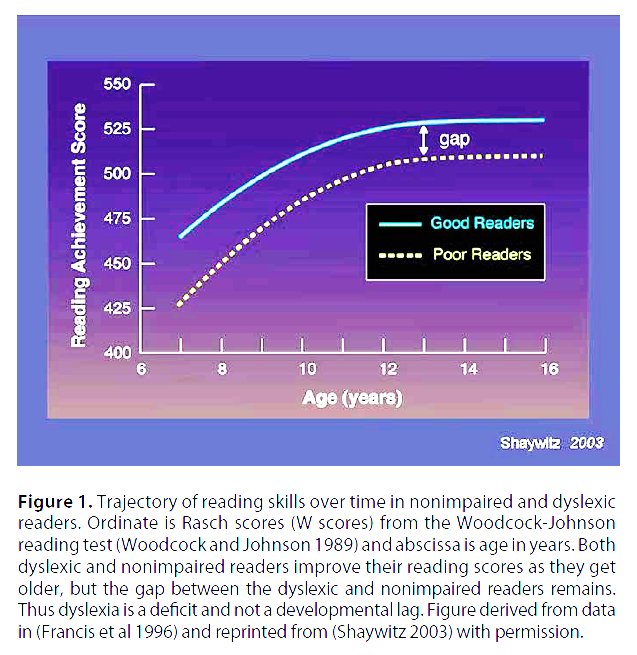 550
525
500
475
450
425
400
Reading Achievement Score
gap
Good Readers
Poor Readers
6 8 10 12 14 16
Age (years)
Shaywitz 2003
Figure 1. Trajectory of reading skills over time in nonimpaired and dyslexic
readers. Ordinate is Rasch scores (W scores) from the Woodcock-Johnson
reading test (Woodcock and Johnson 1989) and abscissa is age in years. Both
dyslexic and nonimpaired readers improve their reading scores as they get
older, but the gap between the dyslexic and nonimpaired readers remains.
Thus dyslexia is a deficit and not a developmental lag. Figure derived from data
in (Francis et al 1996) and reprinted from (Shaywitz 2003) with permission.